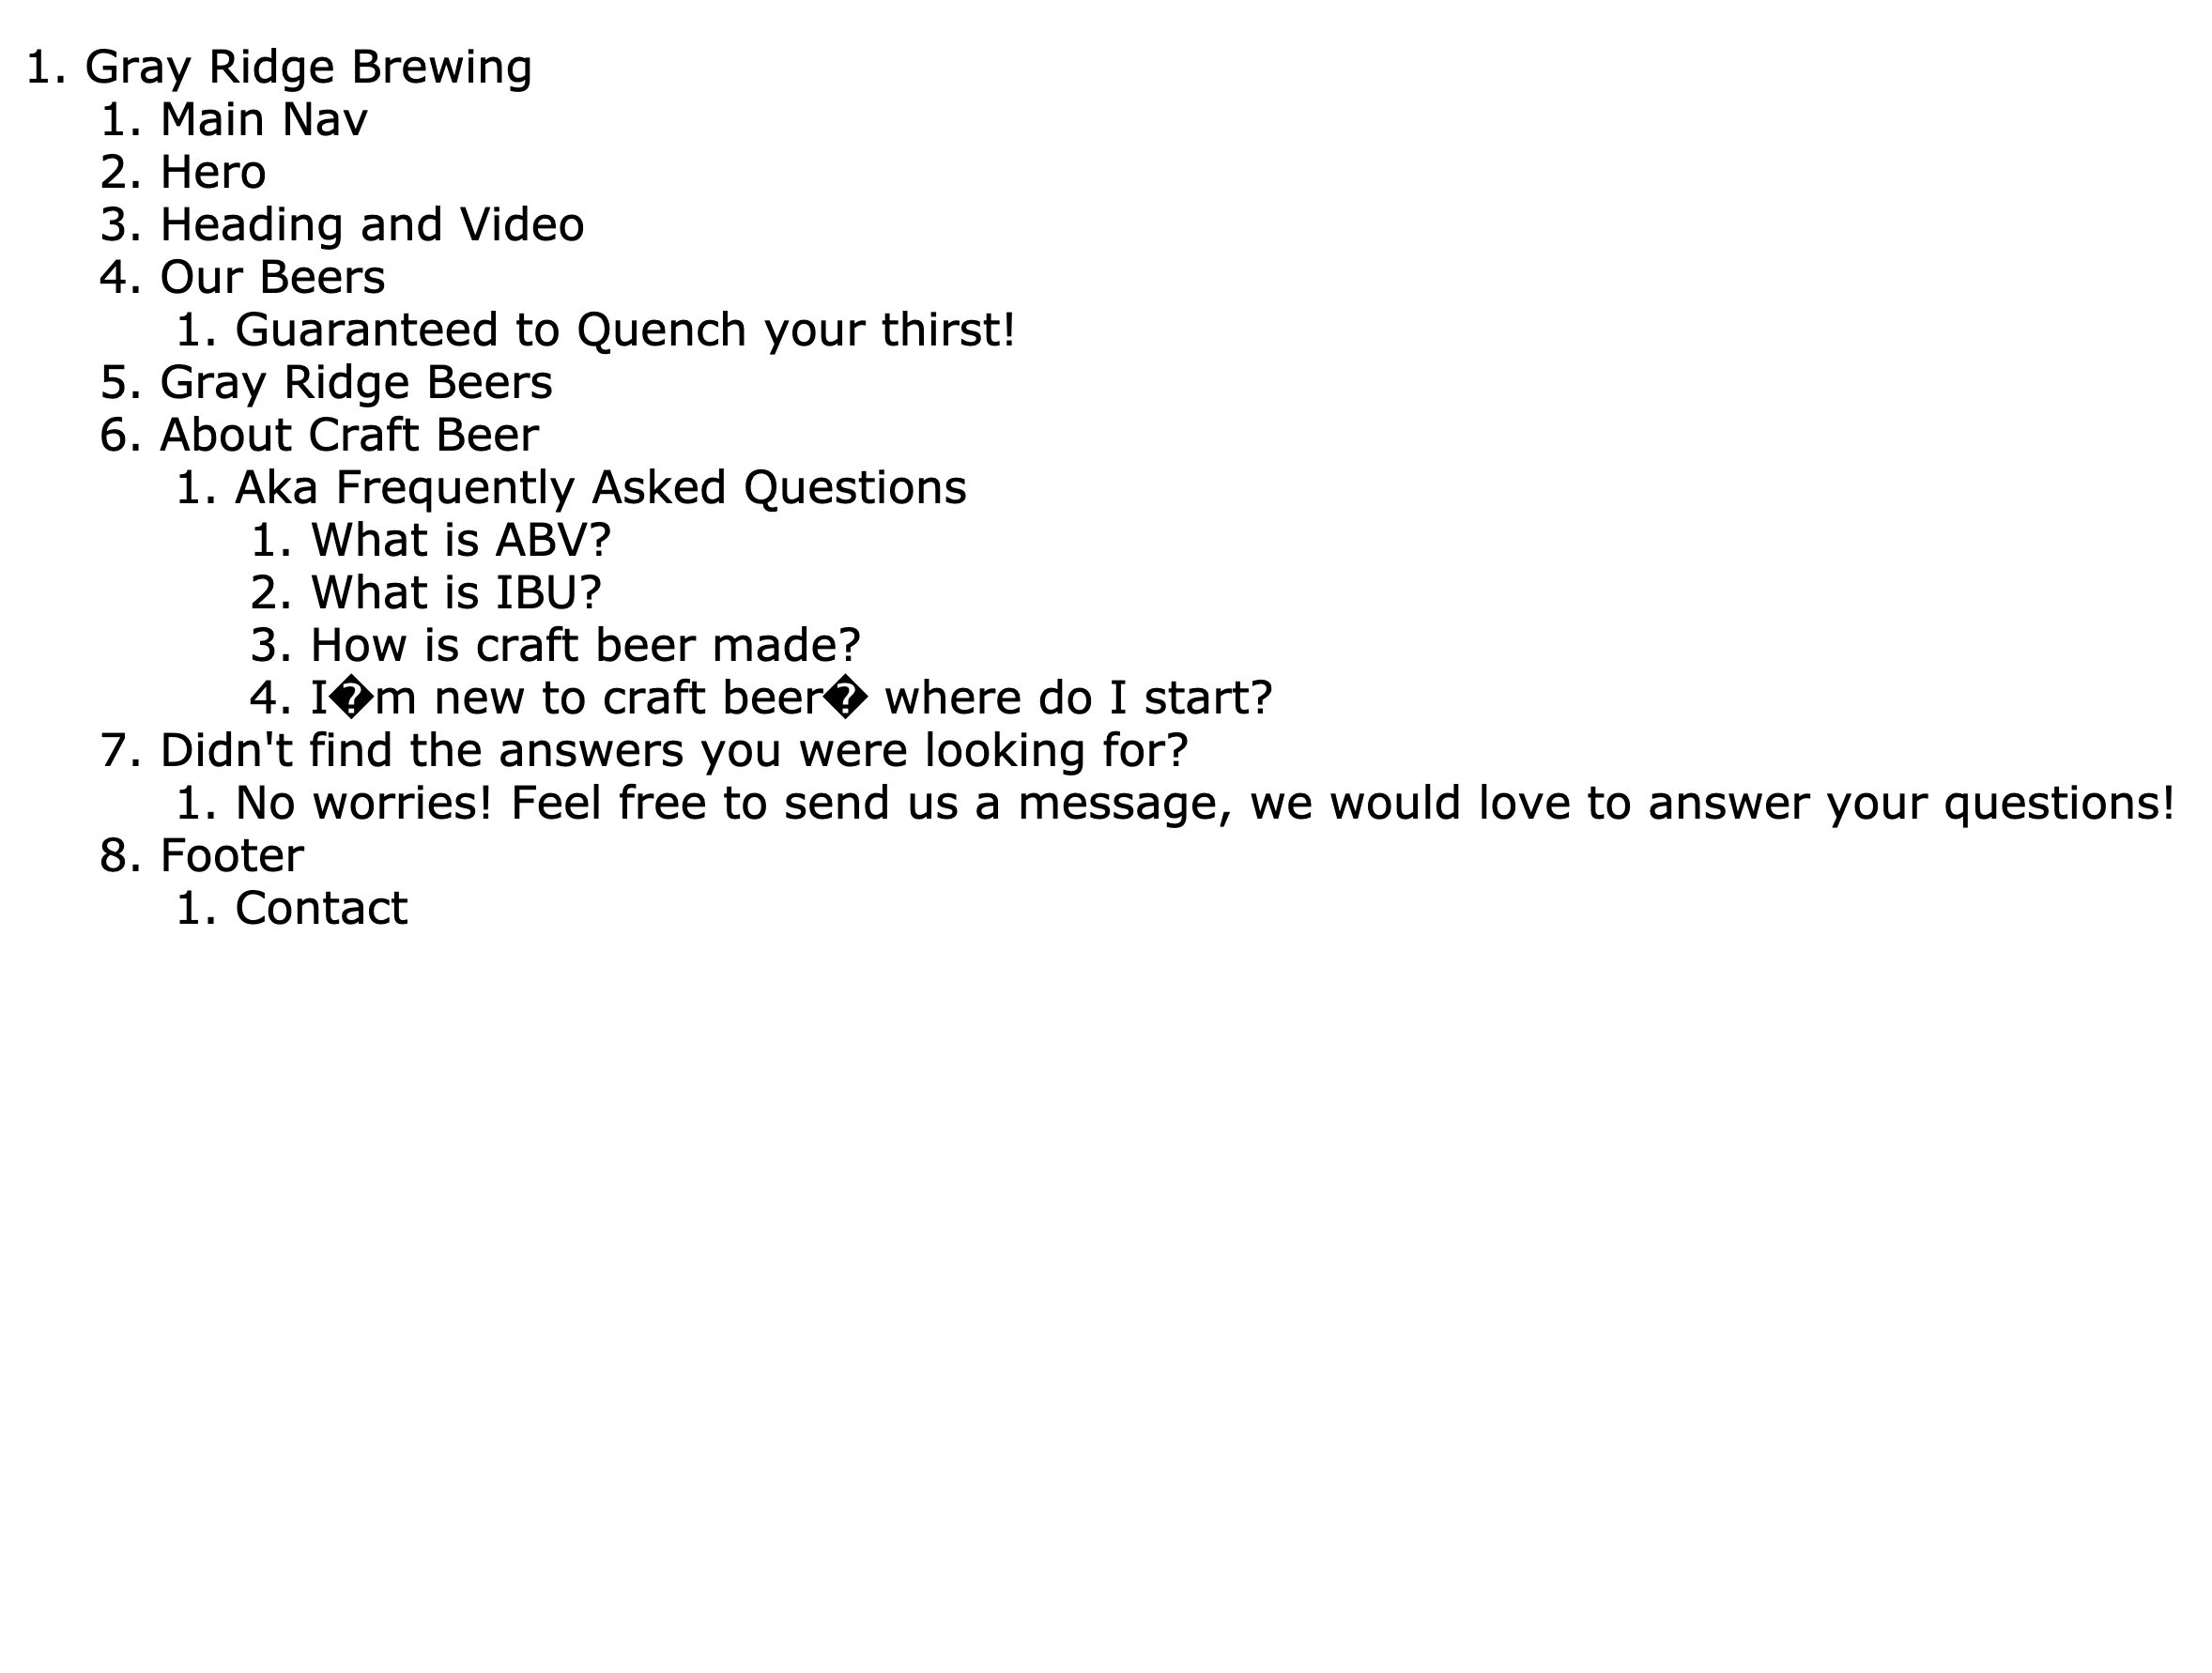 1. Gray Ridge Brewing
1. Main Nav
2. Hero
3. Heading and Video
4. Our Beers
1. Guaranteed to Quench your thirst!
5. Gray Ridge Beers
6. About Craft Beer
1. Aka Frequently Asked Questions
1. What is ABV?
2. What is IBU?
3. How is craft beer made?
4. I�m new to craft beer� where do I start?
7. Didn't find the answers you were looking for?
1. No worries! Feel free to send us a message, we would love to answer your questions!
8. Footer
1. Contact